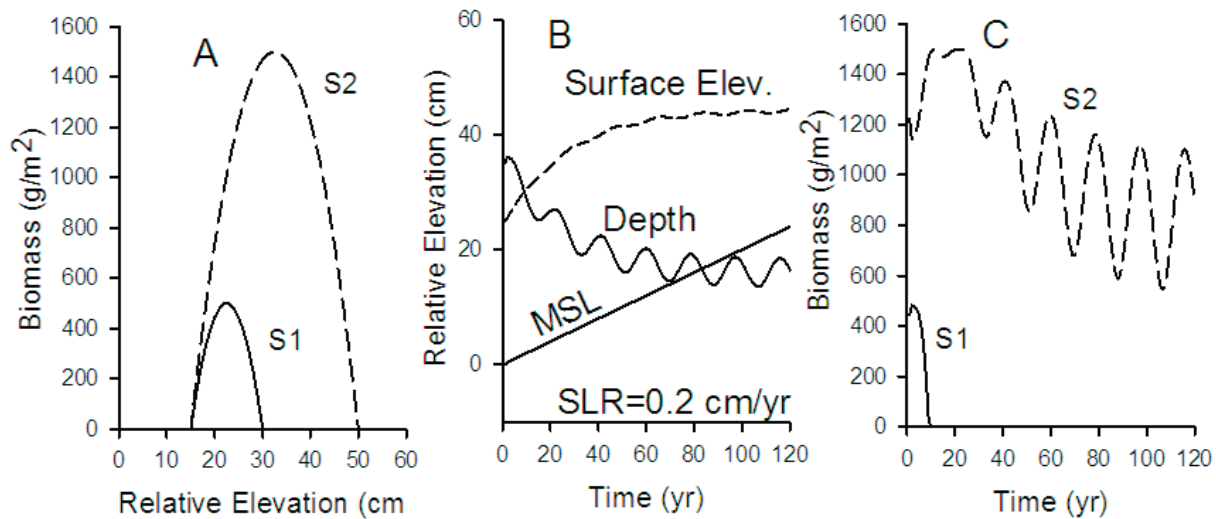 A
Biomass (g/m2)
1600
1400
1200
1000
800
600
400
200
0
S2
S1
0 10 20 30 40 50 60
Relative Elevation (cm
B
Relative Elevation (cm)
60
40
20
0
Surface Elev.
Depth
MSL
SLR=0.2 cm/yr
0 20 40 60 80 100 120
Time (yr)
C
Biomass (g/m2)
1600
1400
1200
1000
800
600
400
200
0
S2
S1
0 20 40 60 80 100 120
Time (yr)